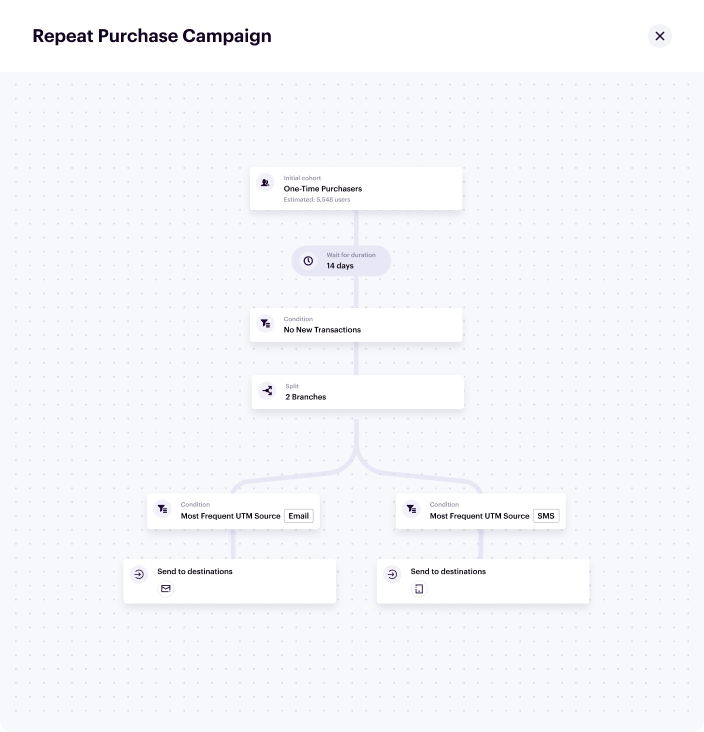 Repeat Purchase Campaign
Initial cohort
One-Time Purchasers
Estimated: 5,548 users
Wait for duration
14 days
Condition
No New Transactions
Split
2 Branches
Condition
Most Frequent UTM Source Email
Send to destinations
Condition
Most Frequent UTM Source SMS
Send to destinations